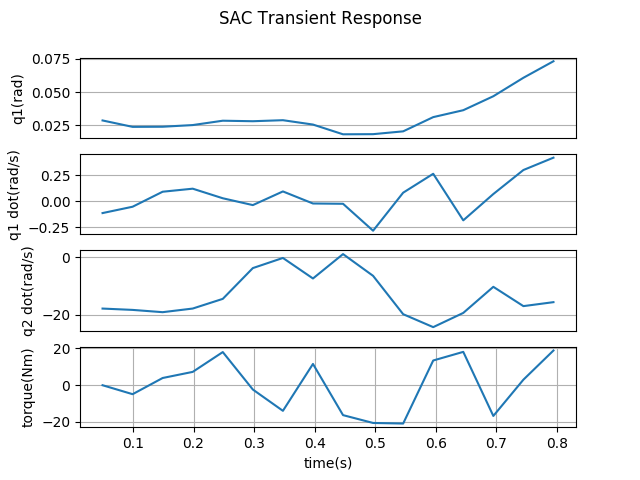 SAC Transient Response
0.075
0.050
0.025
q1(rad)
0.25
0.00
−0.25
q1 dot(rad/s)
0
−20
q2 dot(rad/s)
20
0
−20
torque(Nm)
0.1 0.2 0.3 0.4 0.5 0.6 0.7 0.8
time(s)